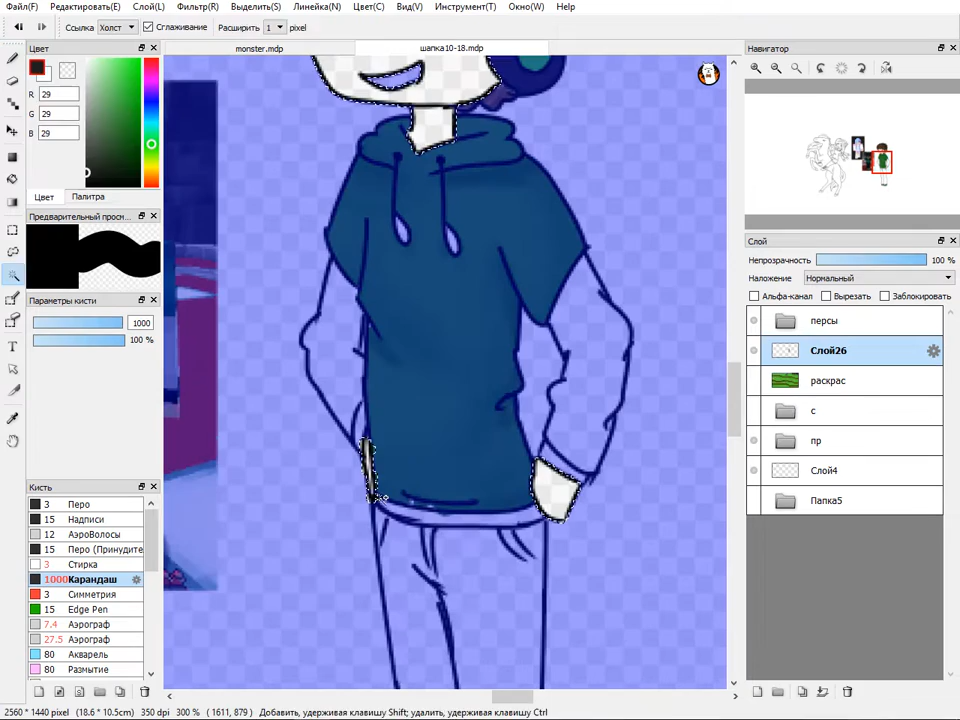 Файл(F) Редактировать(E) Слой(L) Фильтр(R) Выделить(S) Линейка(N) Цвет(C) Вид(V) Инструмент(T) Окно(W) Help
Ссылка Холст Сглаживание Расширить 1 pixel
Цвет
monster.mdp шапка10-18.mdp
Навигатор
R 29
G 29
B 29
Цвет Палитра
Предварительный просм...
Параметры кисти
1000
100 %
Слой
Непрозрачность 100 %
Наложение Нормальный
Альфа-канал Вырезать Заблокировать
персы
Слой26
раскрас
с
пр
Слой4
Папка5
Кисть
3 Перо
15 Надписи
12 АэроВолосы
15 Перо (Принудите
3 Стирка
1000 Карандаш
3 Симметрия
15 Edge Pen
7.4 Аэрограф
27.5 Аэрограф
80 Акварель
80 Размытие
2560 * 1440 pixel (18.6 * 10.5cm) 350 dpi 300 % ( 1611, 879 ) Добавить, удерживая клавишу Shift; удалить, удерживая клавишу Ctrl